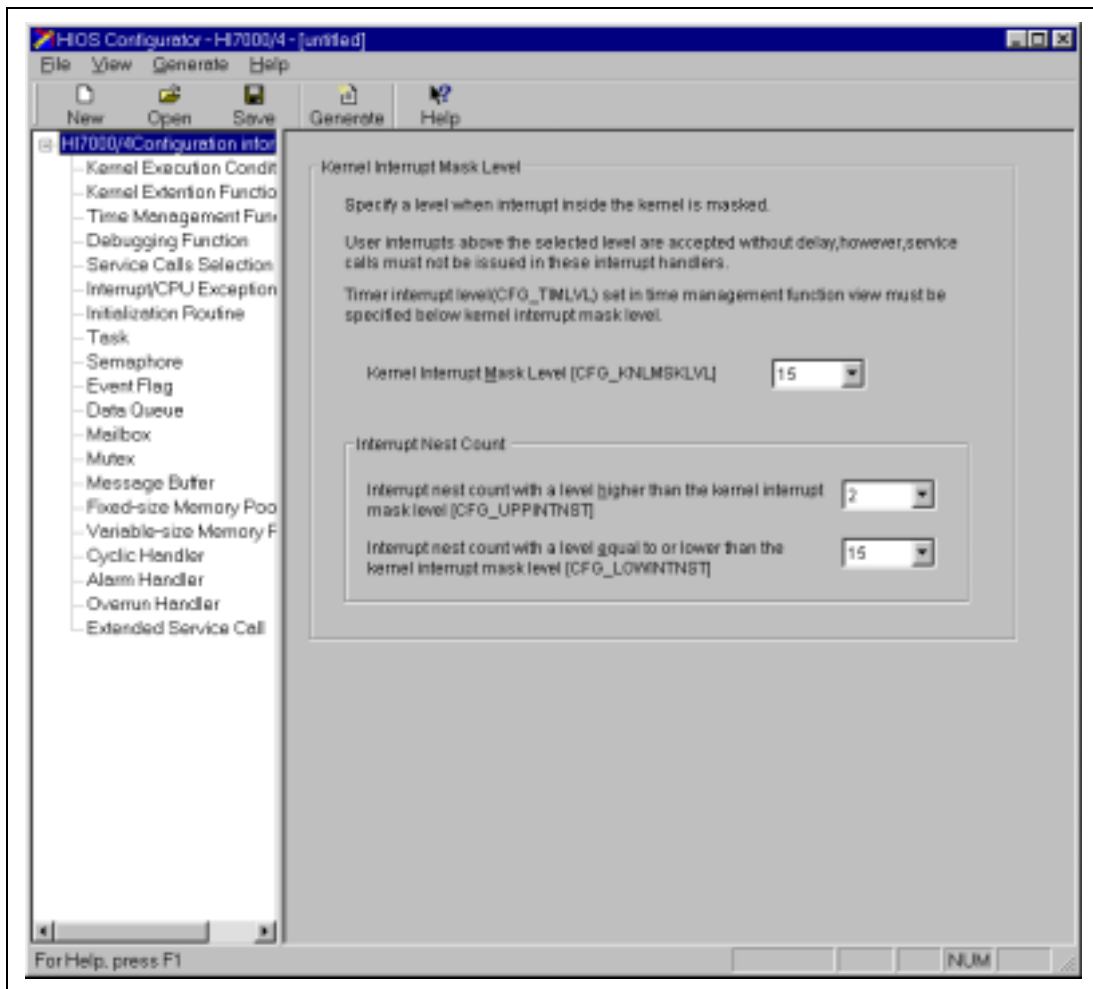 HIOS Configurator - HI7000/4 - [untitled]
File View Generate Help
New Open Save Generate Help
HI7000/4Configuration infor
Kernel Execution Condit
Kernel Extention Functio
Time Management Fun
Debugging Function
Service Calls Selection
Interrupt/CPU Exception
Initialization Routine
Task
Semaphore
Event Flag
Data Queue
Mailbox
Mutex
Message Buffer
Fixed-size Memory Poo
Variable-size Memory F
Cyclic Handler
Alarm Handler
Overrun Handler
Extended Service Call
Kernel Interrupt Mask Level
Specify a level when interrupt inside the kernel is masked.
User interrupts above the selected level are accepted without delay,however,service
calls must not be issued in these interrupt handlers.
Timer interrupt level(CFG_TIMLVL) set in time management function view must be
specified below kernel interrupt mask level.
Kernel Interrupt Mask Level [CFG_KNLMSKLVL] 15
Interrupt Nest Count
Interrupt nest count with a level higher than the kernel interrupt
mask level [CFG_UPPINTNST] 2
Interrupt nest count with a level equal to or lower than the
kernel interrupt mask level [CFG_LOWINTNST] 15
For Help, press F1
NUM